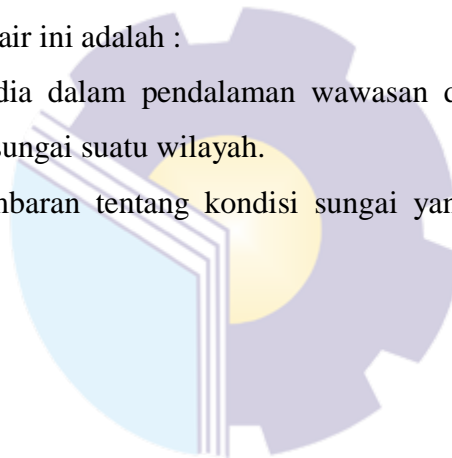 air ini adalah :
dia dalam pendalaman wawasan d
sungai suatu wilayah.
mbaran tentang kondisi sungai yan